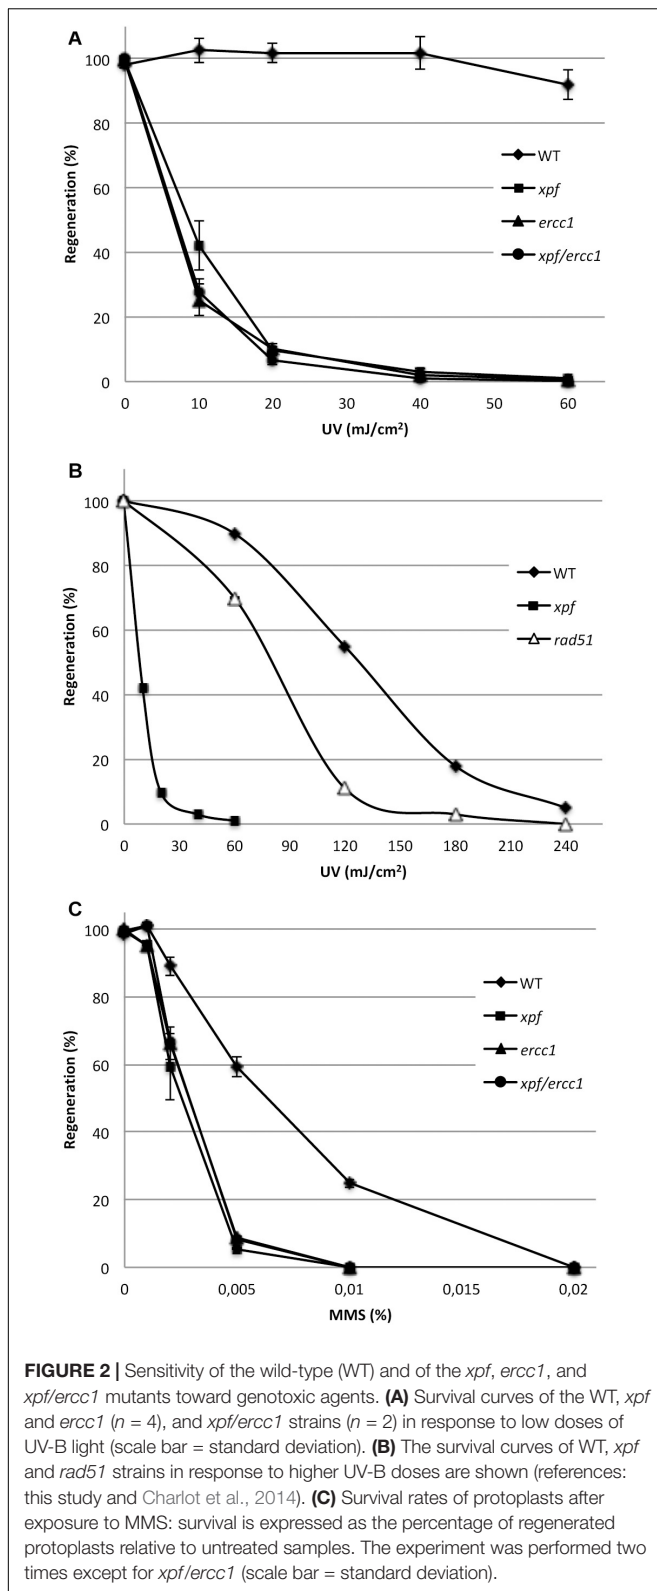 A
100
80
60
40
20
0
Regeneration (%)
WT
xpf
ercc1
xpf/ercc1
0 10 20 30 40 50 60
UV (mJ/cm²)
B
100
80
60
40
20
0
Regeneration (%)
WT
xpf
rad51
0 30 60 90 120 150 180 210 240
UV (mJ/cm²)
C
100
80
60
40
20
0
Regeneration (%)
WT
xpf
ercc1
xpf/ercc1
0 0,005 0,01 0,015 0,02
MMS (%)
FIGURE 2 | Sensitivity of the wild-type (WT) and of the xpf, ercc1, and
xpf/ercc1 mutants toward genotoxic agents. (A) Survival curves of the WT, xpf
and ercc1 (n = 4), and xpf/ercc1 strains (n = 2) in response to low doses of
UV-B light (scale bar = standard deviation). (B) The survival curves of WT, xpf
and rad51 strains in response to higher UV-B doses are shown (references:
this study and Charlot et al., 2014). (C) Survival rates of protoplasts after
exposure to MMS: survival is expressed as the percentage of regenerated
protoplasts relative to untreated samples. The experiment was performed two
times except for xpf/ercc1 (scale bar = standard deviation).